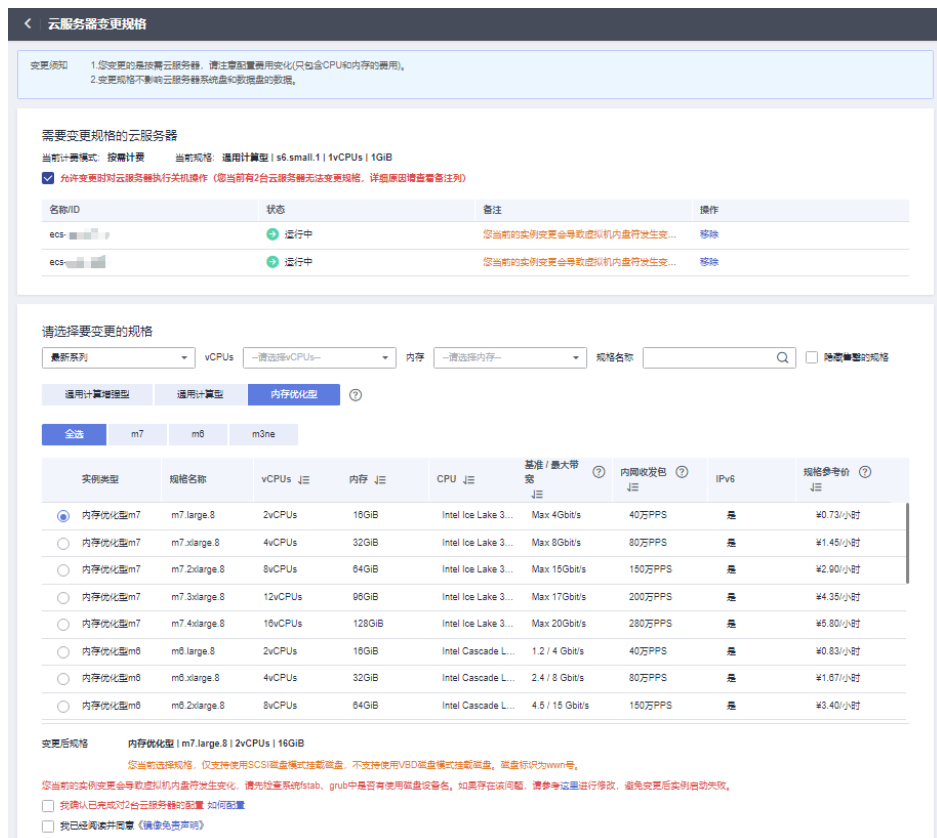 云服务器变更规格
变更须知 1.您变更的是按需云服务器，请注意配置费用变化(只包含CPU和内存的费用)。
2.变更规格不影响云服务器系统盘和数据盘的数据。
需要变更规格的云服务器
当前计费模式: 按需计费 当前规格: 通用计算型 | s6.small.1 | 1vCPUs | 1GiB
允许变更时对云服务器执行关机操作（您当前有2台云服务器无法变更规格，详细原因请查看备注列）
名称/ID 状态 备注 操作
ecs- 运行中 您当前的实例变更会导致虚拟机内盘符发生变... 移除
ecs- 运行中 您当前的实例变更会导致虚拟机内盘符发生变... 移除
请选择要变更的规格
最新系列 vCPUs --请选择vCPUs-- 内存 --请选择内存-- 规格名称 隐藏售罄的规格
通用计算增强型 通用计算型 内存优化型
全选 m7 m6 m3ne
实例类型 规格名称 vCPUs 内存 CPU 基准 / 最大带宽 内网收发包 IPv6 规格参考价
内存优化型m7 m7.large.8 2vCPUs 16GiB Intel Ice Lake 3... Max 4Gbit/s 40万PPS 是 ¥0.73/小时
内存优化型m7 m7.xlarge.8 4vCPUs 32GiB Intel Ice Lake 3... Max 8Gbit/s 80万PPS 是 ¥1.45/小时
内存优化型m7 m7.2xlarge.8 8vCPUs 64GiB Intel Ice Lake 3... Max 15Gbit/s 150万PPS 是 ¥2.90/小时
内存优化型m7 m7.3xlarge.8 12vCPUs 96GiB Intel Ice Lake 3... Max 17Gbit/s 200万PPS 是 ¥4.35/小时
内存优化型m7 m7.4xlarge.8 16vCPUs 128GiB Intel Ice Lake 3... Max 20Gbit/s 280万PPS 是 ¥5.80/小时
内存优化型m6 m6.large.8 2vCPUs 16GiB Intel Cascade L... 1.2 / 4 Gbit/s 40万PPS 是 ¥0.83/小时
内存优化型m6 m6.xlarge.8 4vCPUs 32GiB Intel Cascade L... 2.4 / 8 Gbit/s 80万PPS 是 ¥1.67/小时
内存优化型m6 m6.2xlarge.8 8vCPUs 64GiB Intel Cascade L... 4.5 / 15 Gbit/s 150万PPS 是 ¥3.40/小时
变更后规格 内存优化型 | m7.large.8 | 2vCPUs | 16GiB
您当前选择规格，仅支持使用SCSI磁盘模式挂载磁盘，不支持使用VBD磁盘模式挂载磁盘。磁盘标识为wwn号。
您当前的实例变更会导致虚拟机内盘符发生变化，请先检查系统fstab、grub中是否有使用磁盘设备名。如果存在该问题，请参考这里进行修改，避免变更后实例启动失败。
我确认已完成对2台云服务器的配置 如何配置
我已经阅读并同意《镜像免责声明》